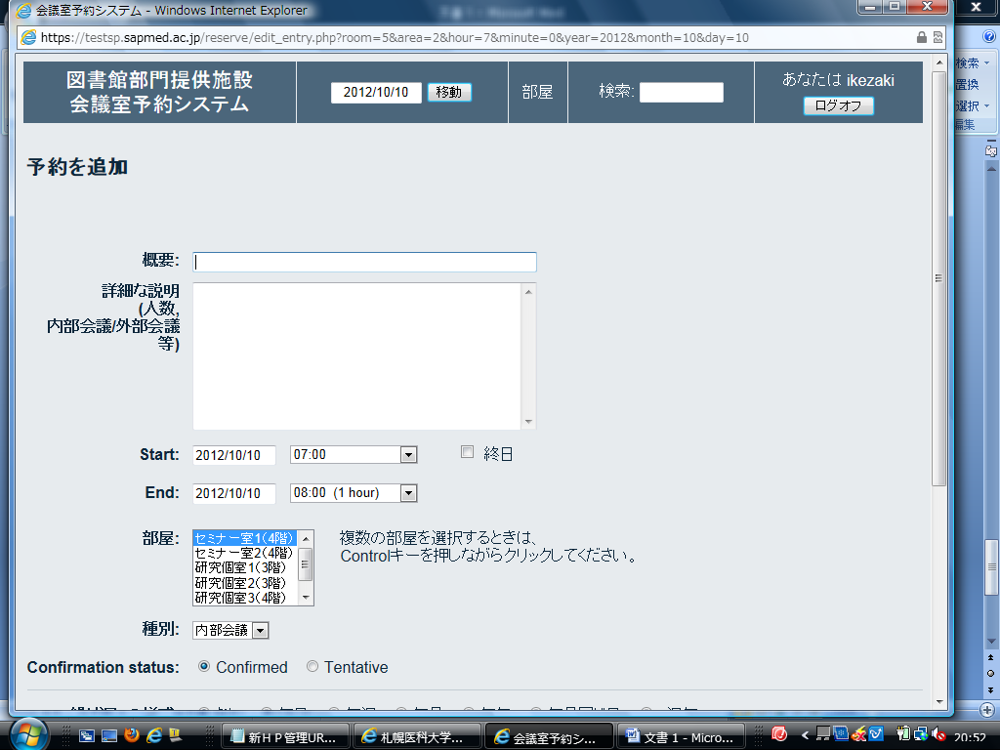 会議室予約システム - Windows Internet Explorer
https://testsp.sapmed.ac.jp/reserve/edit_entry.php?room=5&area=2&hour=7&minute=0&year=2012&month=10&day=10
図書館部門提供施設
会議室予約システム
2012/10/10 移動
部屋
検索:
あなたは ikezaki
ログオフ
検索
置換
選択
編集
予約を追加
概要:
詳細な説明
(人数,
内部会議/外部会議
等)
Start: 2012/10/10 07:00 終日
End: 2012/10/10 08:00 (1 hour)
部屋:
セミナー室1(4階)
セミナー室2(4階)
研究個室1(3階)
研究個室2(3階)
研究個室3(4階)
複数の部屋を選択するときは、
Controlキーを押しながらクリックしてください。
種別: 内部会議
Confirmation status: Confirmed Tentative
新ＨＰ管理UR...
札幌医科大学...
会議室予約シ...
文書 1 - Micro...
20:52